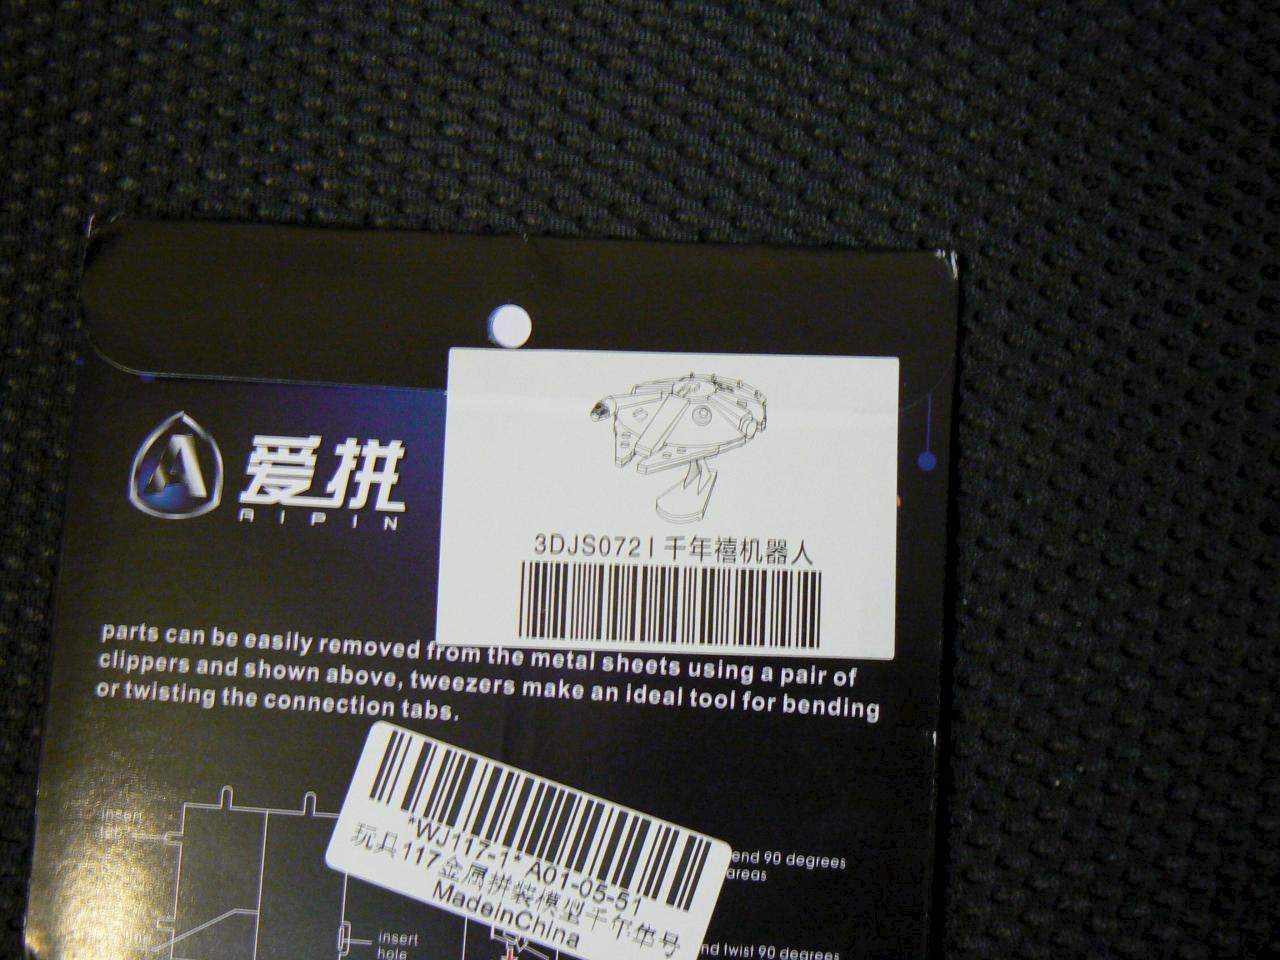 爱拼
AIPIN
3DJS072 | 千年禧机器人
parts can be easily removed from the metal sheets using a pair of
clippers and shown above, tweezers make an ideal tool for bending
or twisting the connection tabs.
*WJ117-1* A01-05-51
玩具117金属拼装模型千年隼号
MadeinChina
insert
end 90 degrees
areas
insert
hole
nd twist 90 degrees